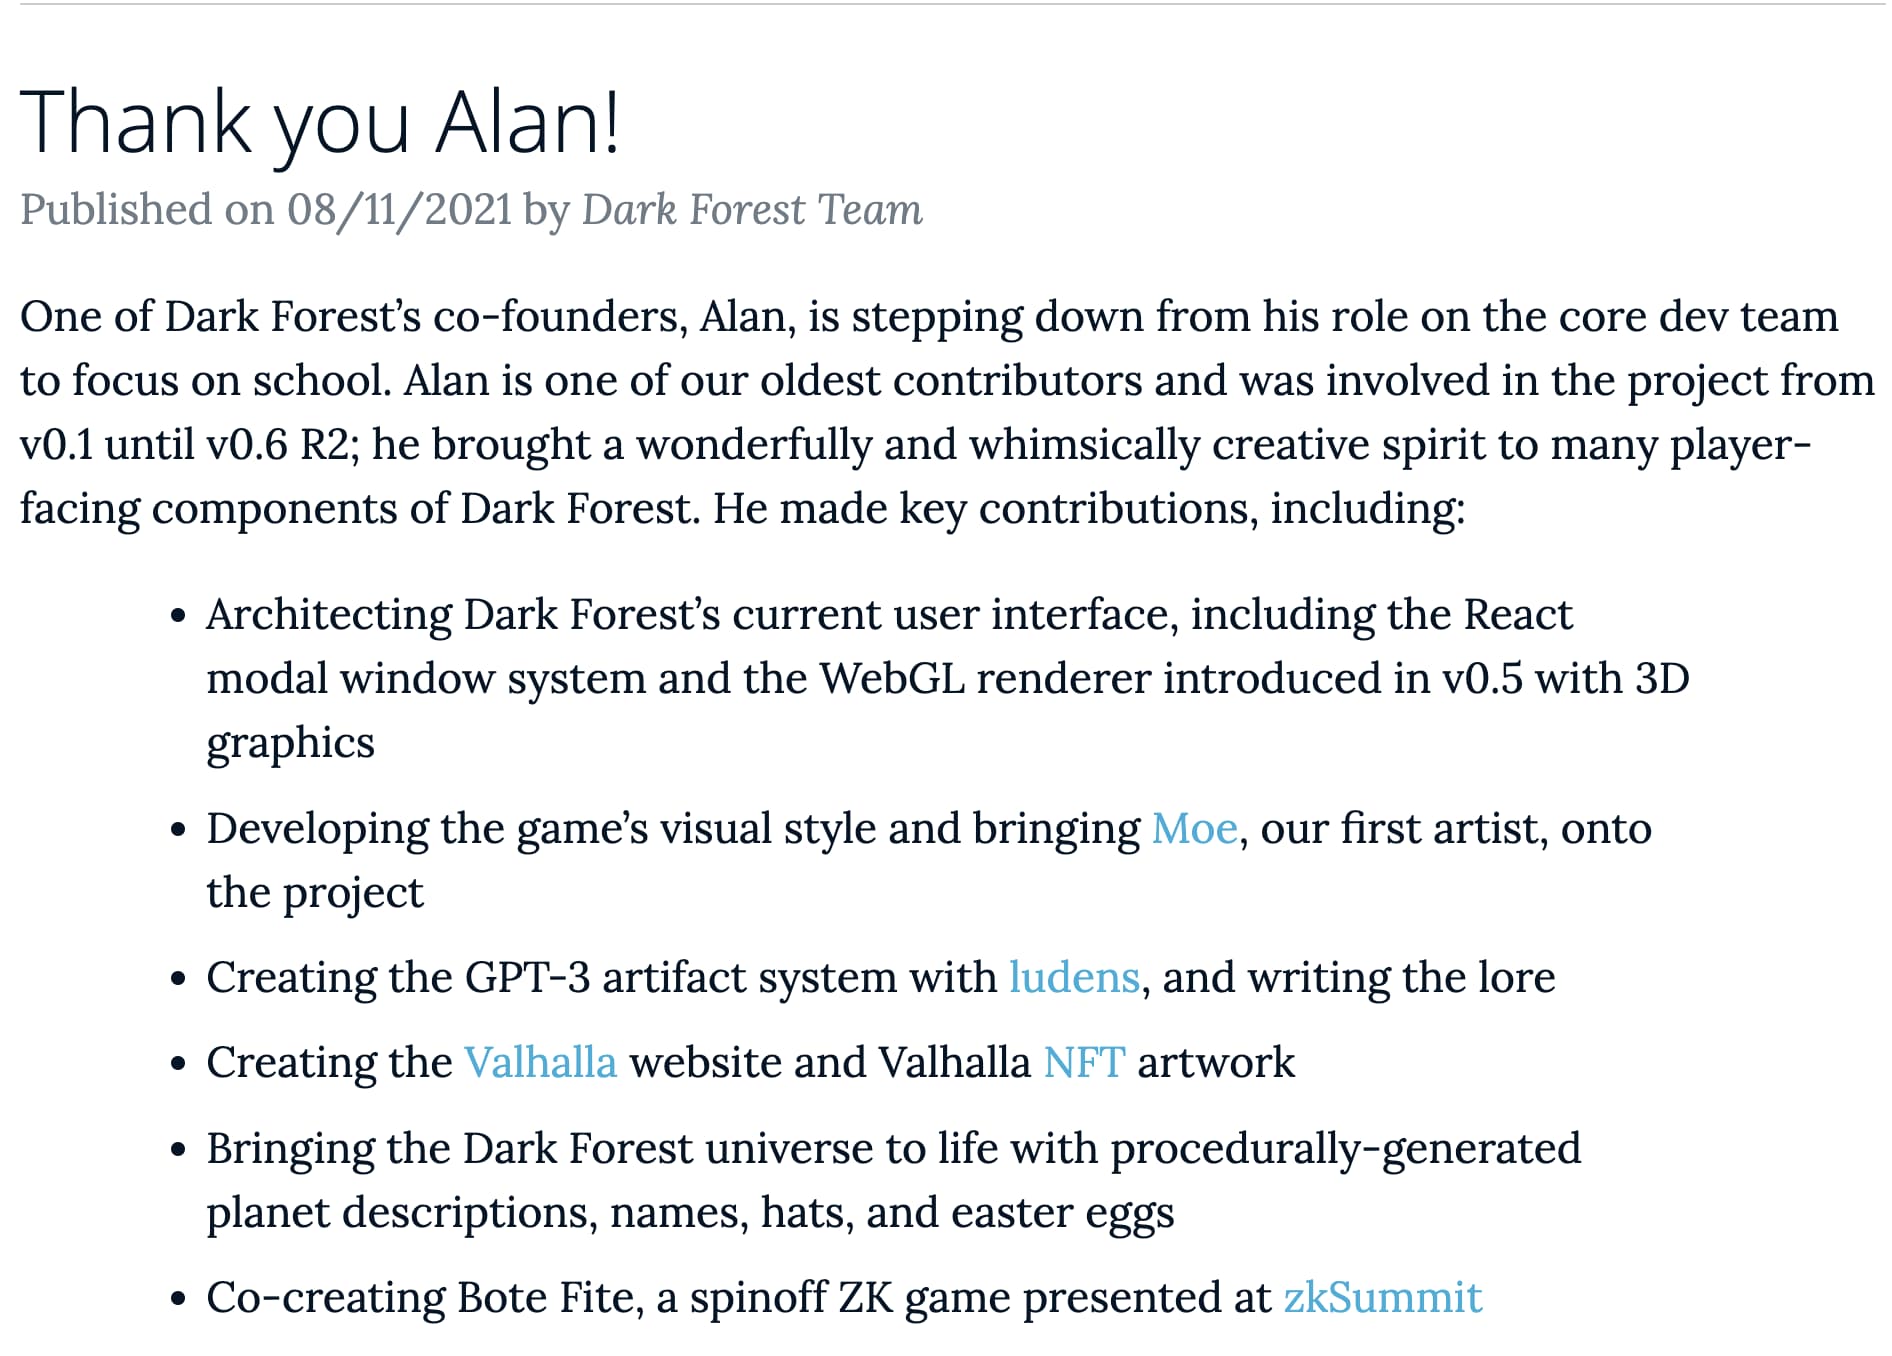 Thank you Alan!
Published on 08/11/2021 by Dark Forest Team
One of Dark Forest’s co-founders, Alan, is stepping down from his role on the core dev team
to focus on school. Alan is one of our oldest contributors and was involved in the project from
v0.1 until v0.6 R2; he brought a wonderfully and whimsically creative spirit to many player-
facing components of Dark Forest. He made key contributions, including:
• Architecting Dark Forest’s current user interface, including the React
modal window system and the WebGL renderer introduced in v0.5 with 3D
graphics
• Developing the game’s visual style and bringing Moe, our first artist, onto
the project
• Creating the GPT-3 artifact system with ludens, and writing the lore
• Creating the Valhalla website and Valhalla NFT artwork
• Bringing the Dark Forest universe to life with procedurally-generated
planet descriptions, names, hats, and easter eggs
• Co-creating Bote Fite, a spinoff ZK game presented at zkSummit